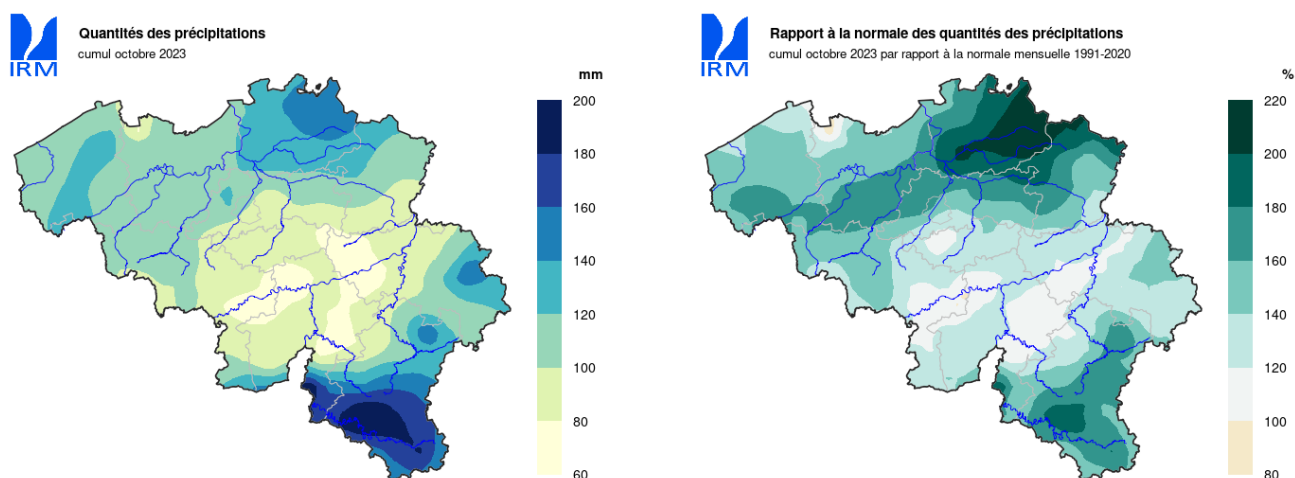 Quantités des précipitations
cumul octobre 2023
IRM
mm
200
180
160
140
120
100
80
60
Rapport à la normale des quantités des précipitations
cumul octobre 2023 par rapport à la normale mensuelle 1991-2020
IRM
%
220
200
180
160
140
120
100
80